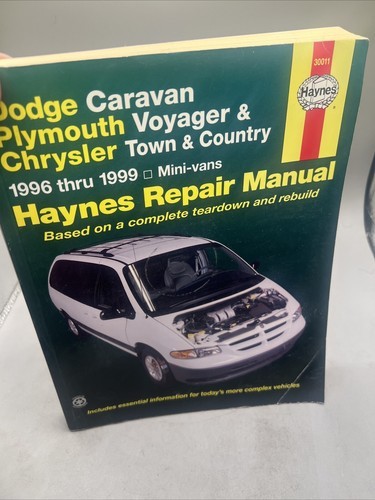 30011
Haynes
Dodge Caravan
Plymouth Voyager &
Chrysler Town & Country
1996 thru 1999 □ Mini-vans
Haynes Repair Manual
Based on a complete teardown and rebuild
Includes essential information for today's more complex vehicles